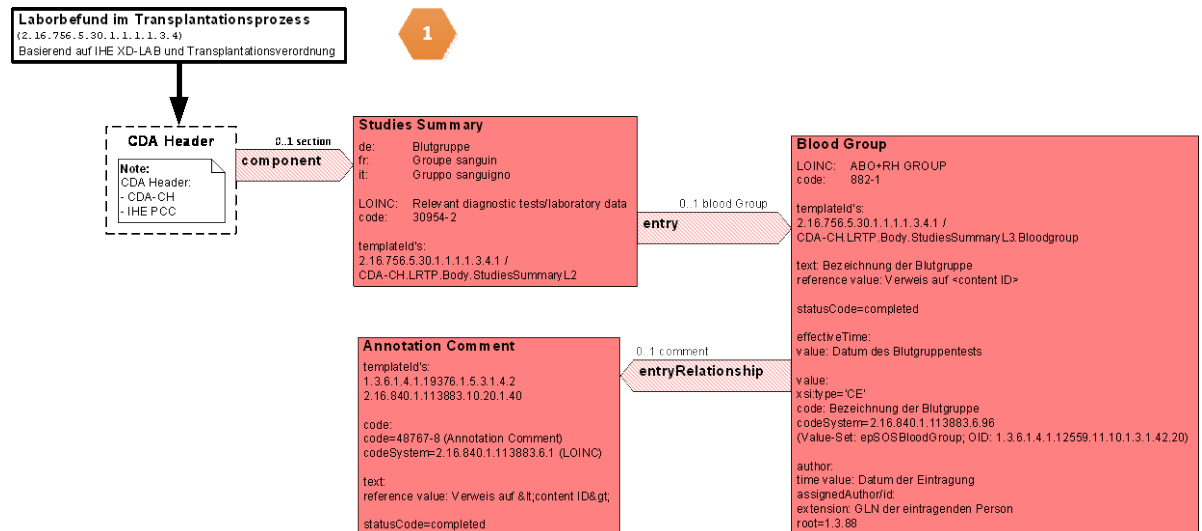 Laborbefund im Transplantationsprozess
(2.16.756.5.30.1.1.1.1.3.4)
Basierend auf IHE XD-LAB und Transplantationsverordnung
1
CDA Header
Note:
CDA Header:
- CDA-CH
- IHE PCC
0..1 section
component
Studies Summary
de: Blutgruppe
fr: Groupe sanguin
it: Gruppo sanguigno
LOINC: Relevant diagnostic tests/laboratory data
code: 30954-2
templateId's:
2.16.756.5.30.1.1.1.1.3.4.1 /
CDA-CH.LRTP.Body.StudiesSummaryL2
0..1 blood Group
entry
Blood Group
LOINC: ABO+RH GROUP
code: 882-1
templateId's:
2.16.756.5.30.1.1.1.1.3.4.1 /
CDA-CH.LRTP.Body.StudiesSummaryL3.Bloodgroup
text: Bezeichnung der Blutgruppe
reference value: Verweis auf <content ID>
statusCode=completed
effectiveTime:
value: Datum des Blutgruppentests
value:
xsi:type='CE'
code: Bezeichnung der Blutgruppe
codeSystem=2.16.840.1.113883.6.96
(Value-Set: epSOSBloodGroup; OID: 1.3.6.1.4.1.12559.11.10.1.3.1.42.20)
author:
time value: Datum der Eintragung
assignedAuthor/id:
extension: GLN der eintragenden Person
root=1.3.88
0..1 comment
entryRelationship
Annotation Comment
templateId's:
1.3.6.1.4.1.19376.1.5.3.1.4.2
2.16.840.1.113883.10.20.1.40
code:
code=48767-8 (Annotation Comment)
codeSystem=2.16.840.1.113883.6.1 (LOINC)
text:
reference value: Verweis auf &lt;content ID&gt;
statusCode=completed